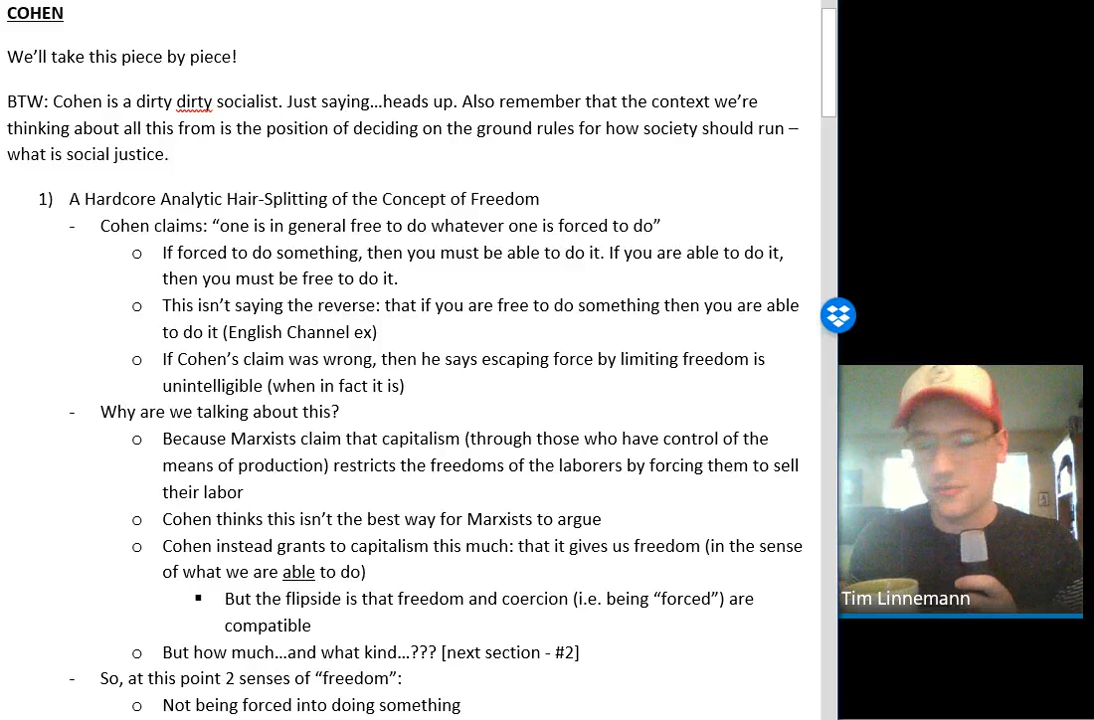 COHEN
We’ll take this piece by piece!
BTW: Cohen is a dirty dirty socialist. Just saying…heads up. Also remember that the context we’re
thinking about all this from is the position of deciding on the ground rules for how society should run –
what is social justice.
1) A Hardcore Analytic Hair-Splitting of the Concept of Freedom
- Cohen claims: “one is in general free to do whatever one is forced to do”
o If forced to do something, then you must be able to do it. If you are able to do it,
then you must be free to do it.
o This isn’t saying the reverse: that if you are free to do something then you are able
to do it (English Channel ex)
o If Cohen’s claim was wrong, then he says escaping force by limiting freedom is
unintelligible (when in fact it is)
- Why are we talking about this?
o Because Marxists claim that capitalism (through those who have control of the
means of production) restricts the freedoms of the laborers by forcing them to sell
their labor
o Cohen thinks this isn’t the best way for Marxists to argue
o Cohen instead grants to capitalism this much: that it gives us freedom (in the sense
of what we are able to do)
▪ But the flipside is that freedom and coercion (i.e. being “forced”) are
compatible
o But how much…and what kind…??? [next section - #2]
- So, at this point 2 senses of “freedom”:
o Not being forced into doing something
Tim Linnemann